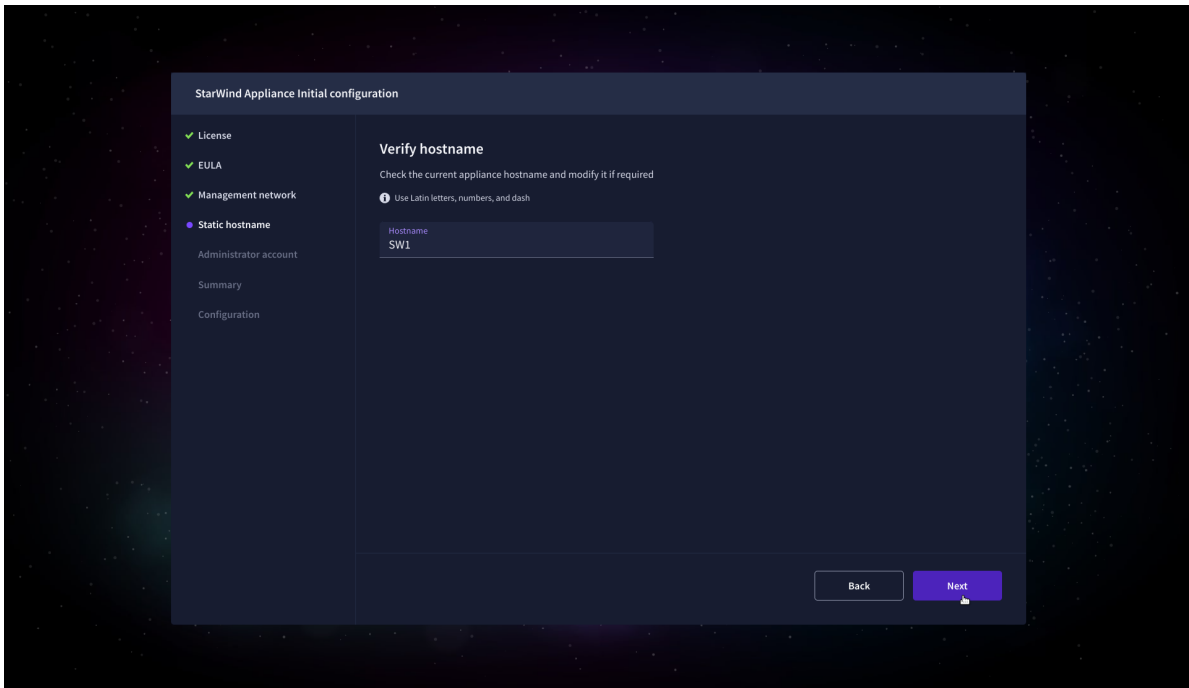 StarWind Appliance Initial configuration
License
EULA
Management network
Static hostname
Administrator account
Summary
Configuration
Verify hostname
Check the current appliance hostname and modify it if required
Use Latin letters, numbers, and dash
Hostname
SW1
Back
Next